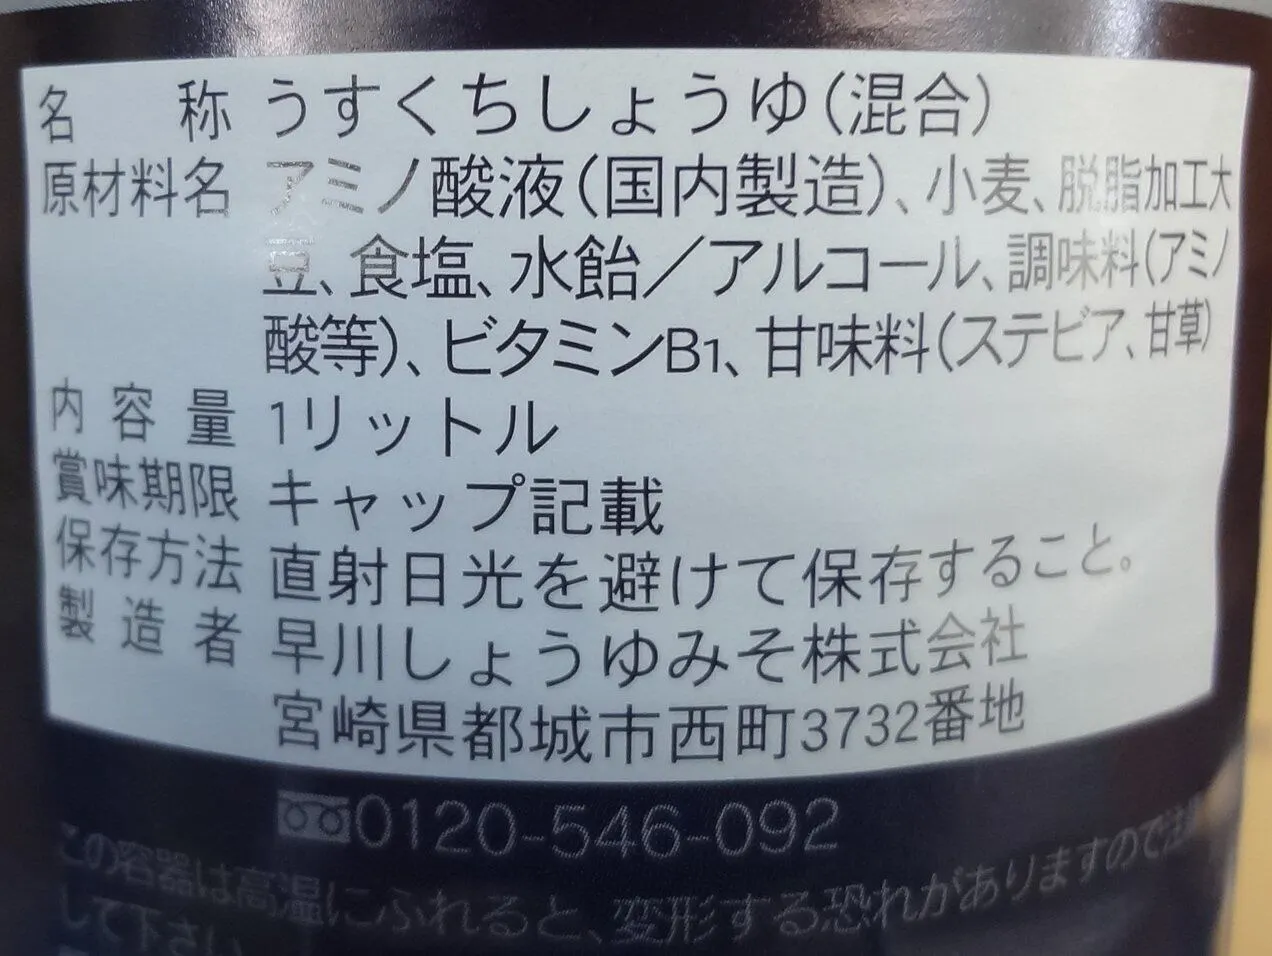 名称 うすくちしょうゆ(混合)
原材料名 アミノ酸液(国内製造)、小麦、脱脂加工大
豆、食塩、水飴／アルコール、調味料(アミノ
酸等)、ビタミンB1、甘味料(ステビア、甘草)
内容量 1リットル
賞味期限 キャップ記載
保存方法 直射日光を避けて保存すること。
製造者 早川しょうゆみそ株式会社
宮崎県都城市西町3732番地
0120-546-092
この容器は高温にふれると、変形する恐れがありますので注意
して下さい